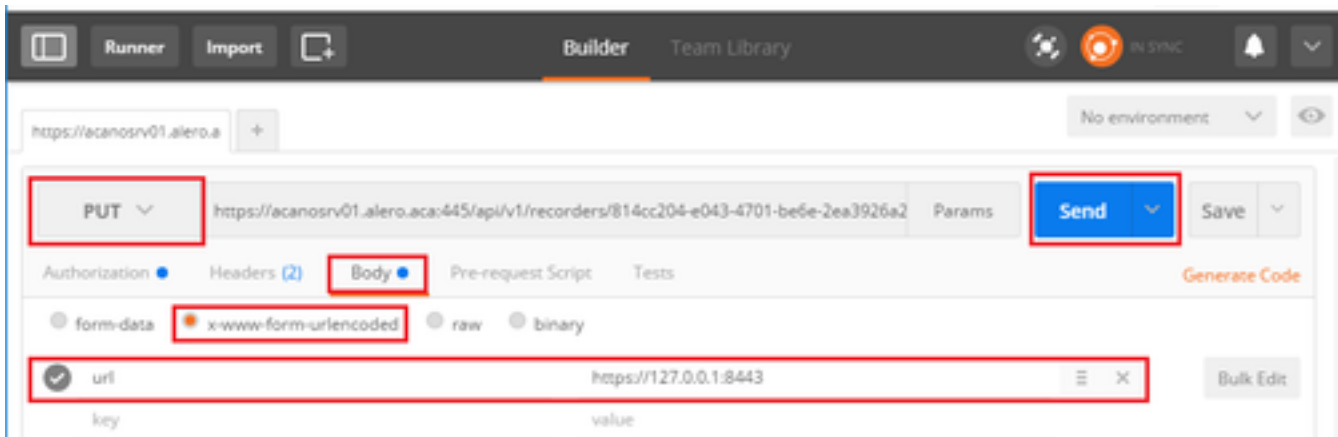 Runner Import Builder Team Library IN SYNC
https://acanosrv01.alero.a + No environment
PUT https://acanosrv01.alero.aca:445/api/v1/recorders/814cc204-e043-4701-be6e-2ea3926a2 Params Send Save
Authorization Headers (2) Body Pre-request Script Tests Generate Code
form-data x-www-form-urlencoded raw binary
url https://127.0.0.1:8443 Bulk Edit
key value